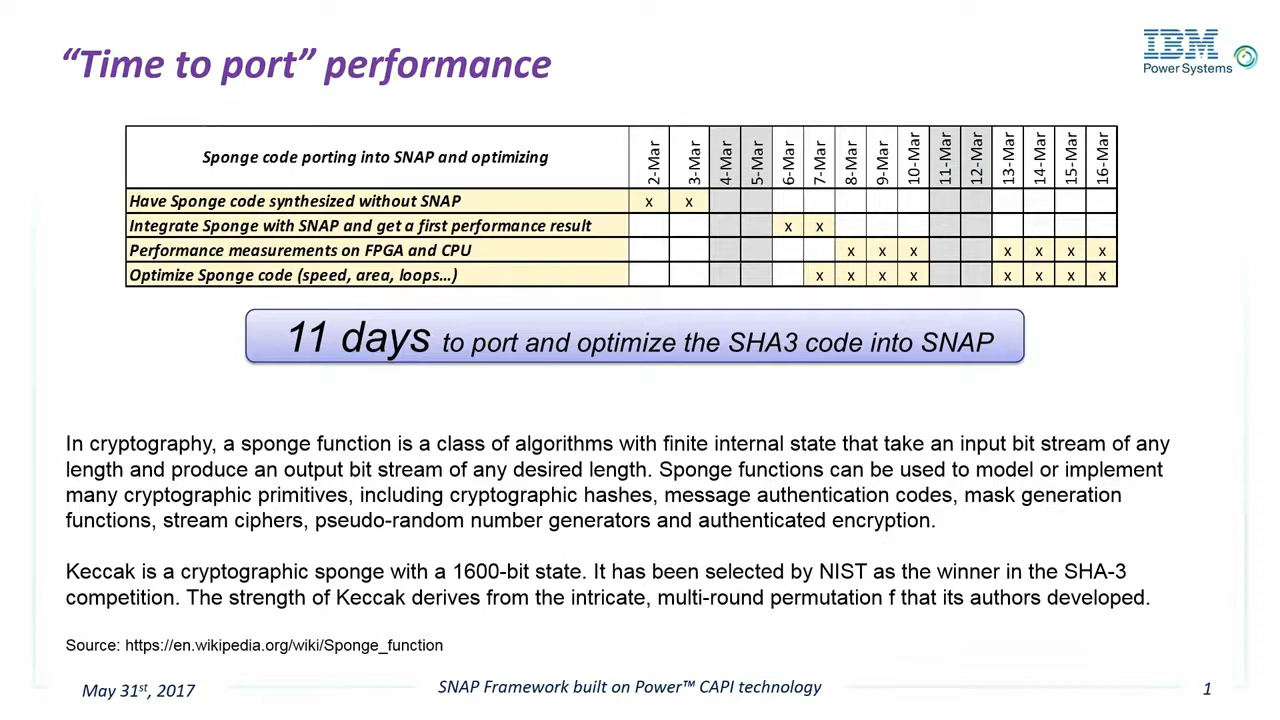 “Time to port” performance
IBM
Power Systems
Sponge code porting into SNAP and optimizing 2-Mar 3-Mar 4-Mar 5-Mar 6-Mar 7-Mar 8-Mar 9-Mar 10-Mar 11-Mar 12-Mar 13-Mar 14-Mar 15-Mar 16-Mar
Have Sponge code synthesized without SNAP x x
Integrate Sponge with SNAP and get a first performance result x x
Performance measurements on FPGA and CPU x x x x x x x
Optimize Sponge code (speed, area, loops…) x x x x x x x x
11 days to port and optimize the SHA3 code into SNAP
In cryptography, a sponge function is a class of algorithms with finite internal state that take an input bit stream of any
length and produce an output bit stream of any desired length. Sponge functions can be used to model or implement
many cryptographic primitives, including cryptographic hashes, message authentication codes, mask generation
functions, stream ciphers, pseudo-random number generators and authenticated encryption.
Keccak is a cryptographic sponge with a 1600-bit state. It has been selected by NIST as the winner in the SHA-3
competition. The strength of Keccak derives from the intricate, multi-round permutation f that its authors developed.
Source: https://en.wikipedia.org/wiki/Sponge_function
May 31st, 2017 SNAP Framework built on Power™ CAPI technology 1